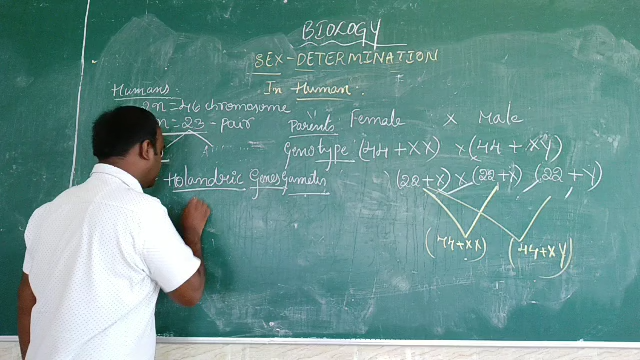 BIOLOGY
SEX-DETERMINATION
In Human
Humans.
2n = 46 chromosome
n = 23 - pair
Parents Female x Male
Genotype (44 + XX) x (44 + XY)
Holandric Genes Gametes (22 + X) x (22 + X) , (22 + Y)
(44 + XX) (44 + XY)